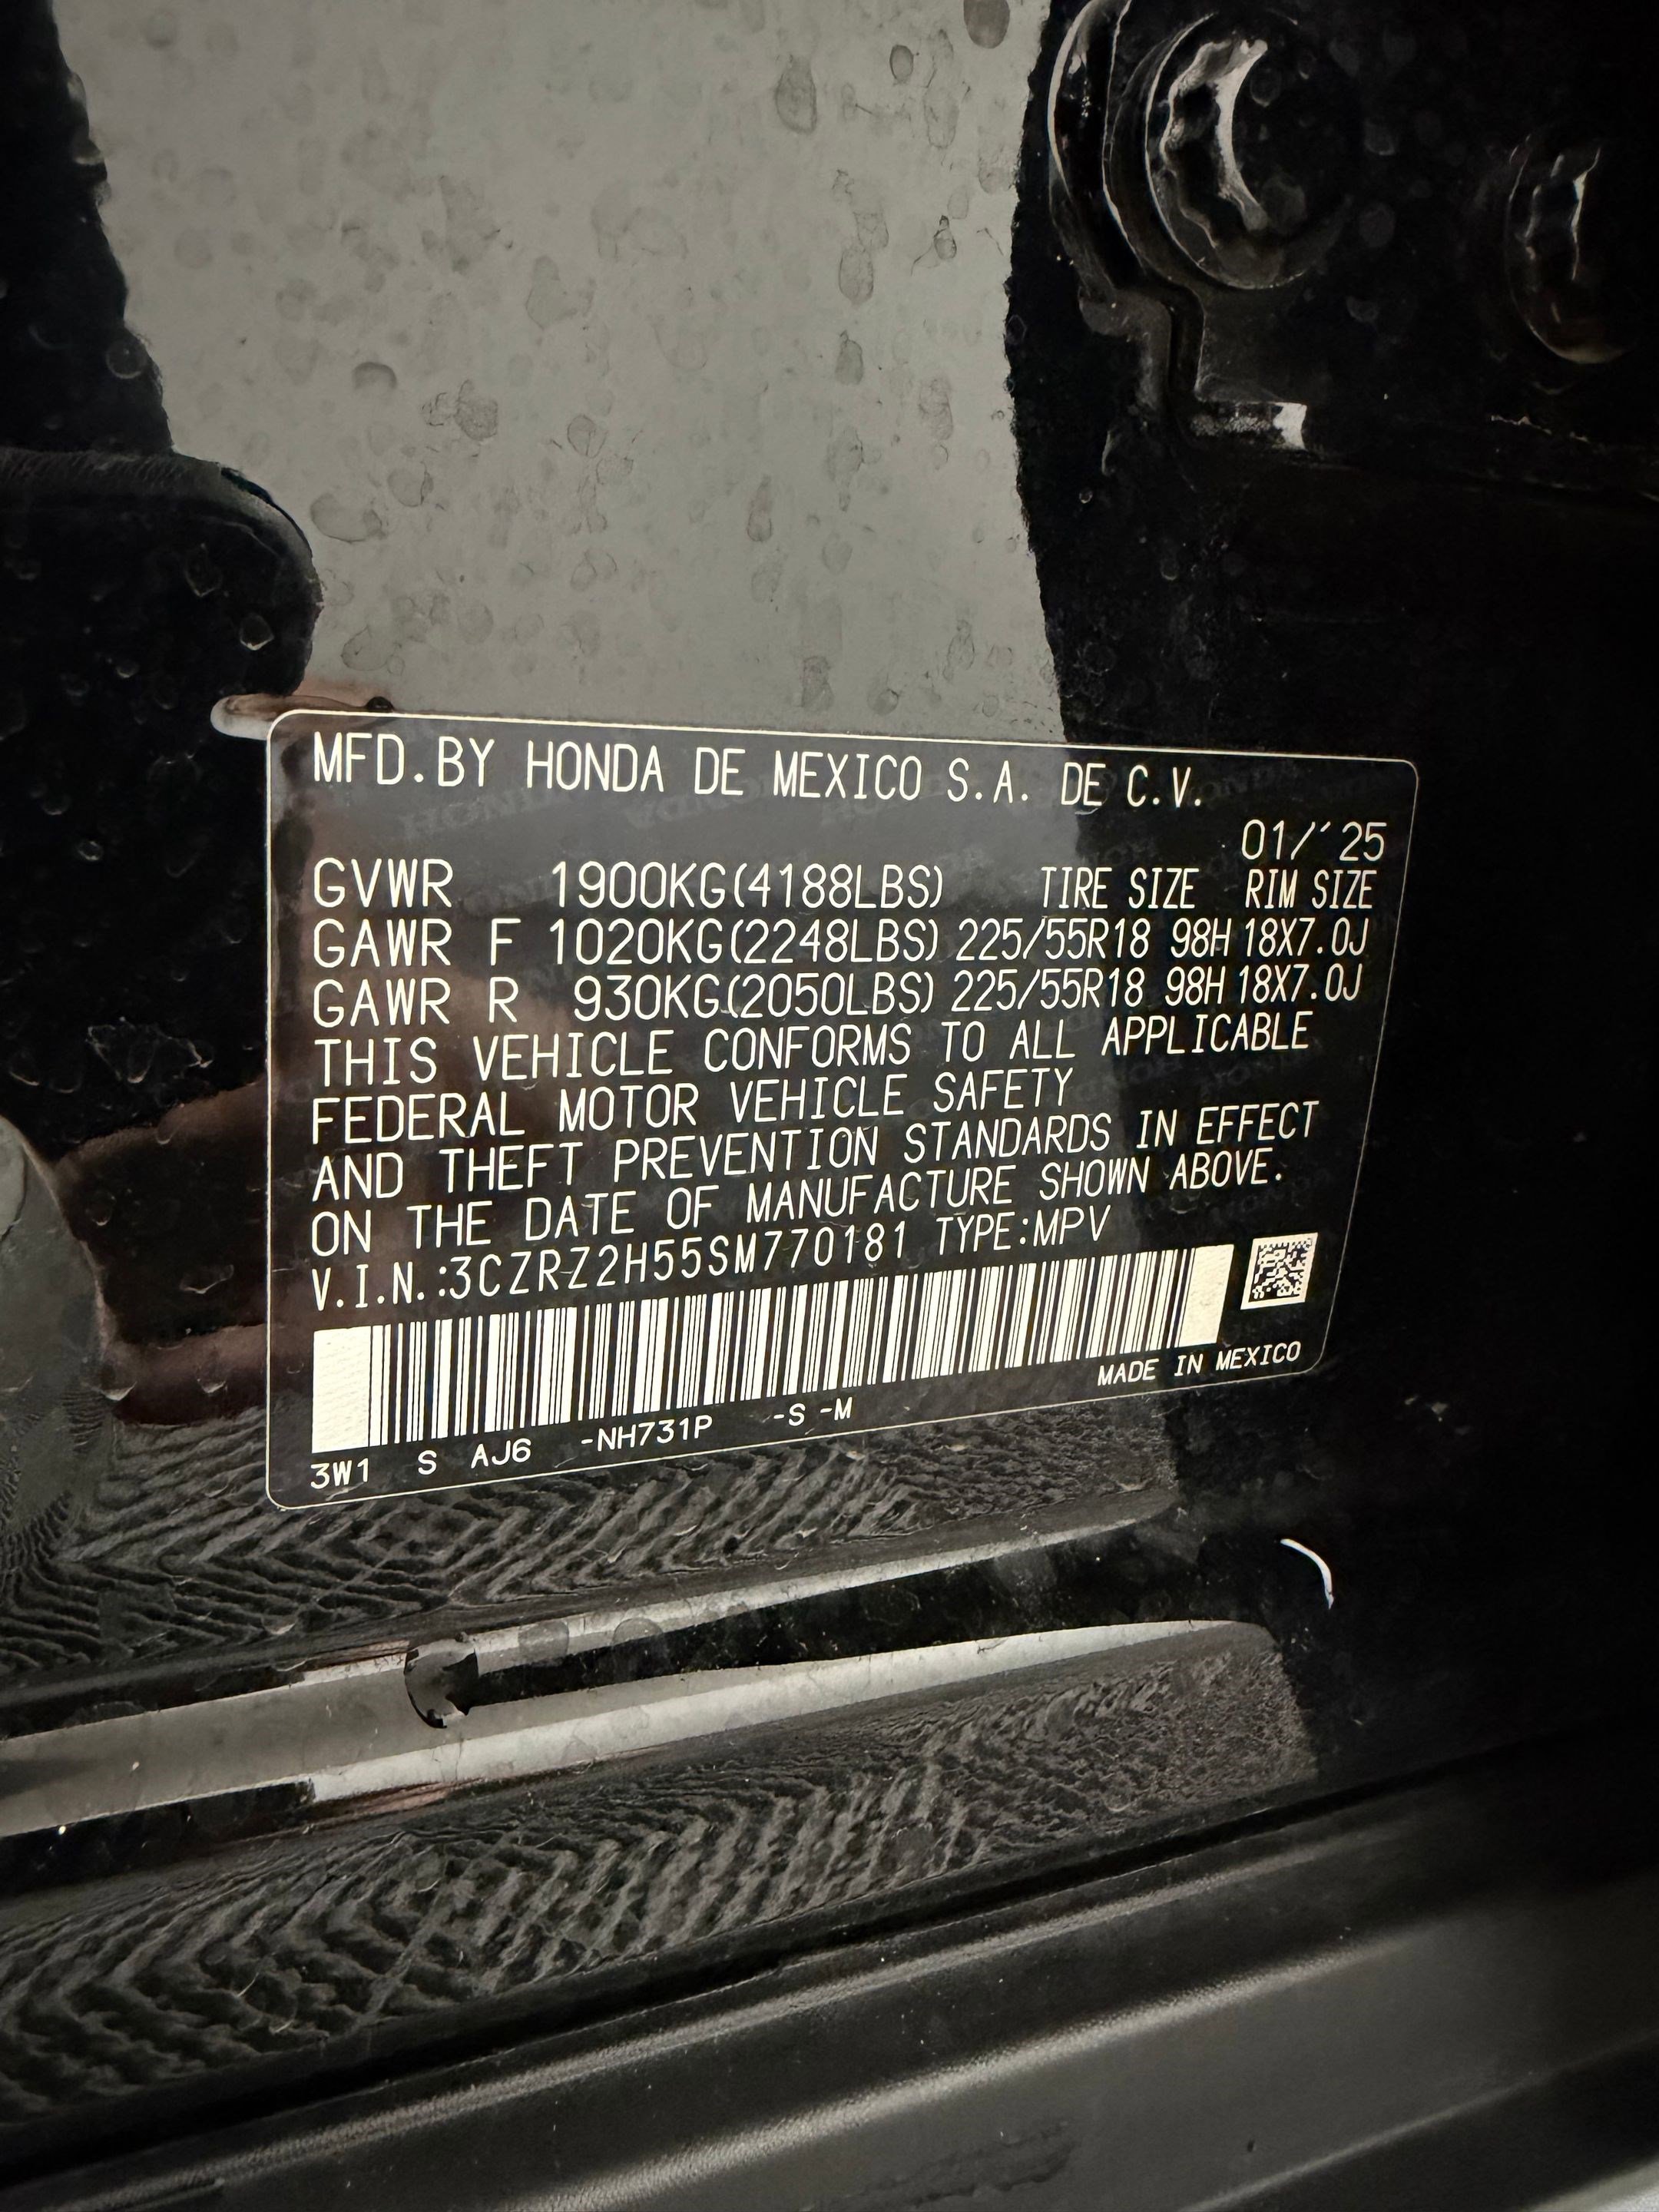 MFD.BY HONDA DE MEXICO S.A. DE C.V.
01/´25
GVWR 1900KG(4188LBS) TIRE SIZE RIM SIZE
GAWR F 1020KG(2248LBS) 225/55R18 98H 18X7.0J
GAWR R 930KG(2050LBS) 225/55R18 98H 18X7.0J
THIS VEHICLE CONFORMS TO ALL APPLICABLE
FEDERAL MOTOR VEHICLE SAFETY
AND THEFT PREVENTION STANDARDS IN EFFECT
ON THE DATE OF MANUFACTURE SHOWN ABOVE.
V.I.N.:3CZRZ2H55SM770181 TYPE:MPV
MADE IN MEXICO
3W1 S AJ6 -NH731P -S -M